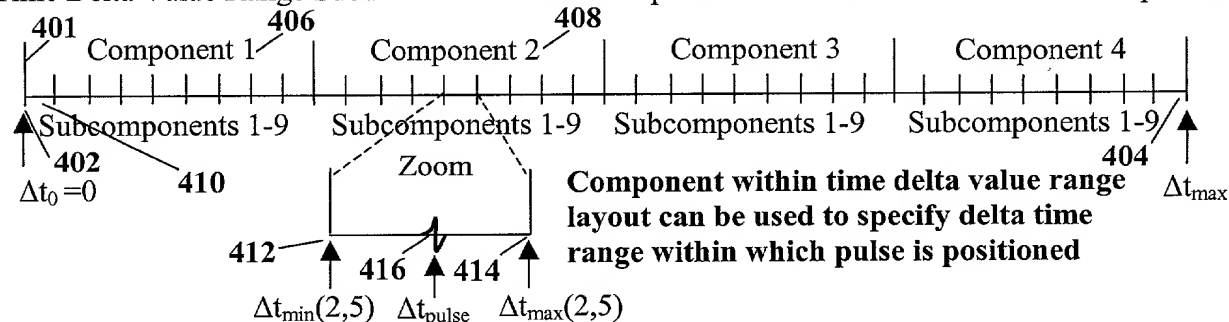 401
Component 1 406
Component 2 408
Component 3
Component 4
Subcomponents 1-9
Subcomponents 1-9
Subcomponents 1-9
Subcomponents 1-9
402
410
404
Δt₀=0
Zoom
Δtmax
Component within time delta value range
layout can be used to specify delta time
range within which pulse is positioned
412
416
414
Δtmin(2,5)
Δtpulse
Δtmax(2,5)